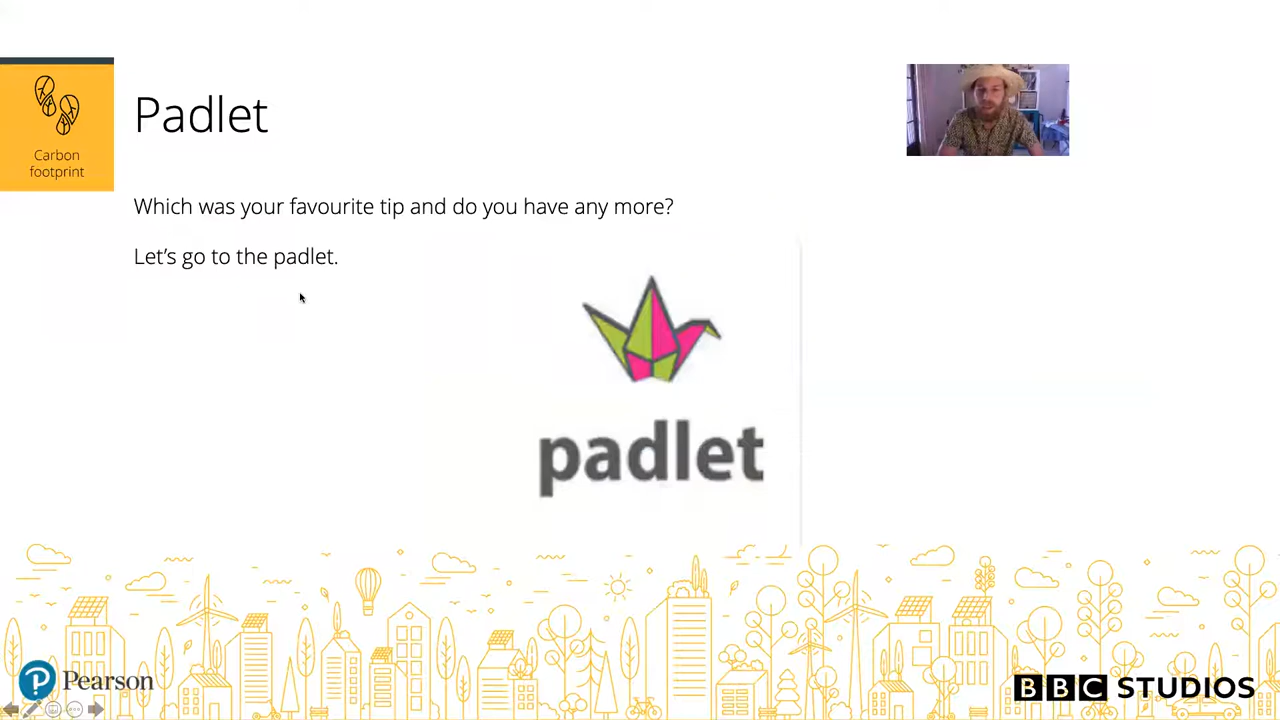 Carbon
footprint
Padlet
Which was your favourite tip and do you have any more?
Let’s go to the padlet.
padlet
Pearson
BBC STUDIOS